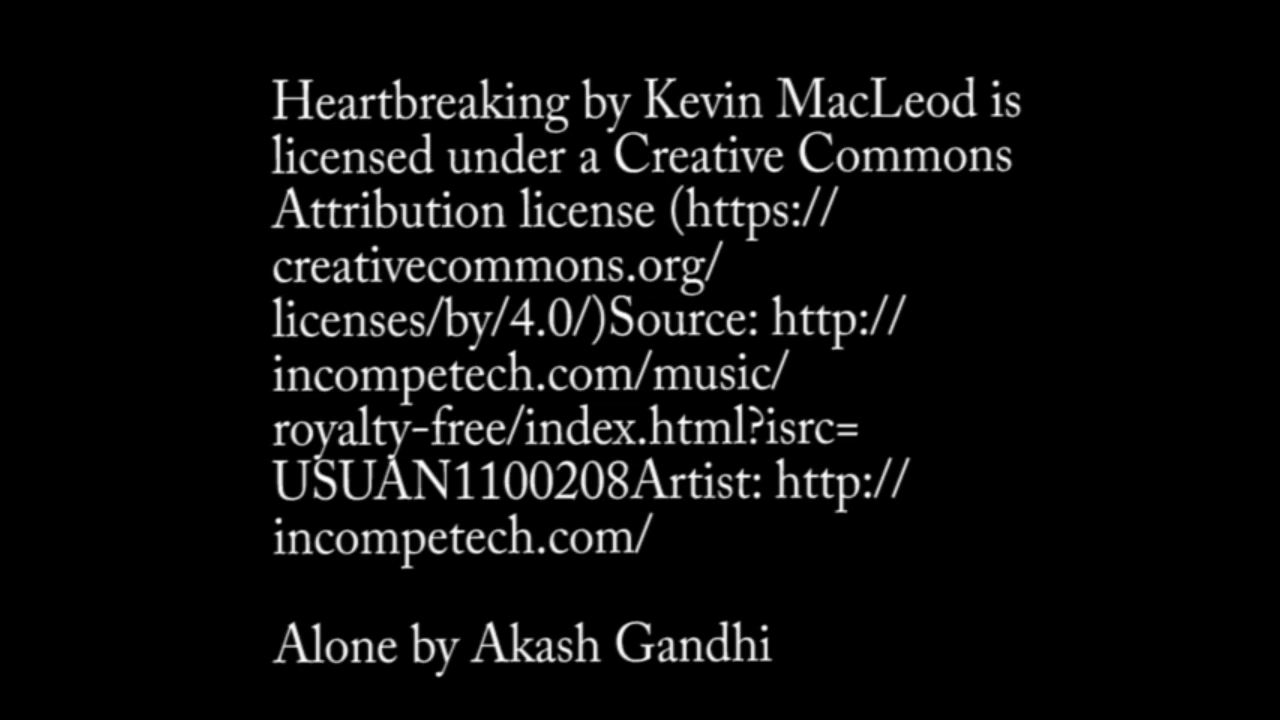 Heartbreaking by Kevin MacLeod is
licensed under a Creative Commons
Attribution license (https://
creativecommons.org/
licenses/by/4.0/)Source: http://
incompetech.com/music/
royalty-free/index.html?isrc=
USUAN1100208Artist: http://
incompetech.com/
Alone by Akash Gandhi